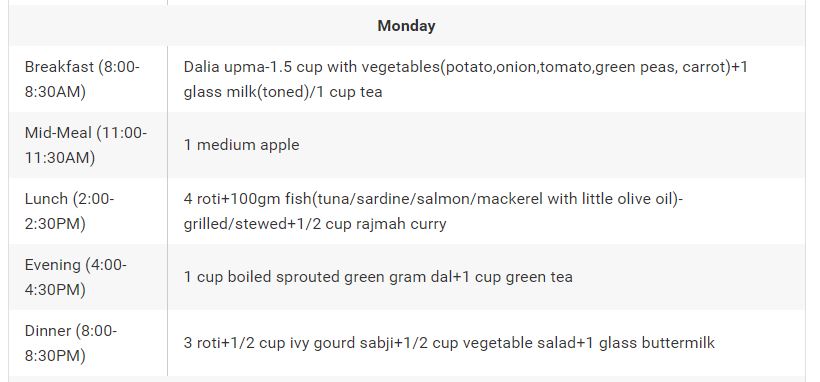 Monday
Breakfast (8:00-
8:30AM)
Dalia upma-1.5 cup with vegetables(potato,onion,tomato,green peas, carrot)+1
glass milk(toned)/1 cup tea
Mid-Meal (11:00-
11:30AM)
1 medium apple
Lunch (2:00-
2:30PM)
4 roti+100gm fish(tuna/sardine/salmon/mackerel with little olive oil)-
grilled/stewed+1/2 cup rajmah curry
Evening (4:00-
4:30PM)
1 cup boiled sprouted green gram dal+1 cup green tea
Dinner (8:00-
8:30PM)
3 roti+1/2 cup ivy gourd sabji+1/2 cup vegetable salad+1 glass buttermilk